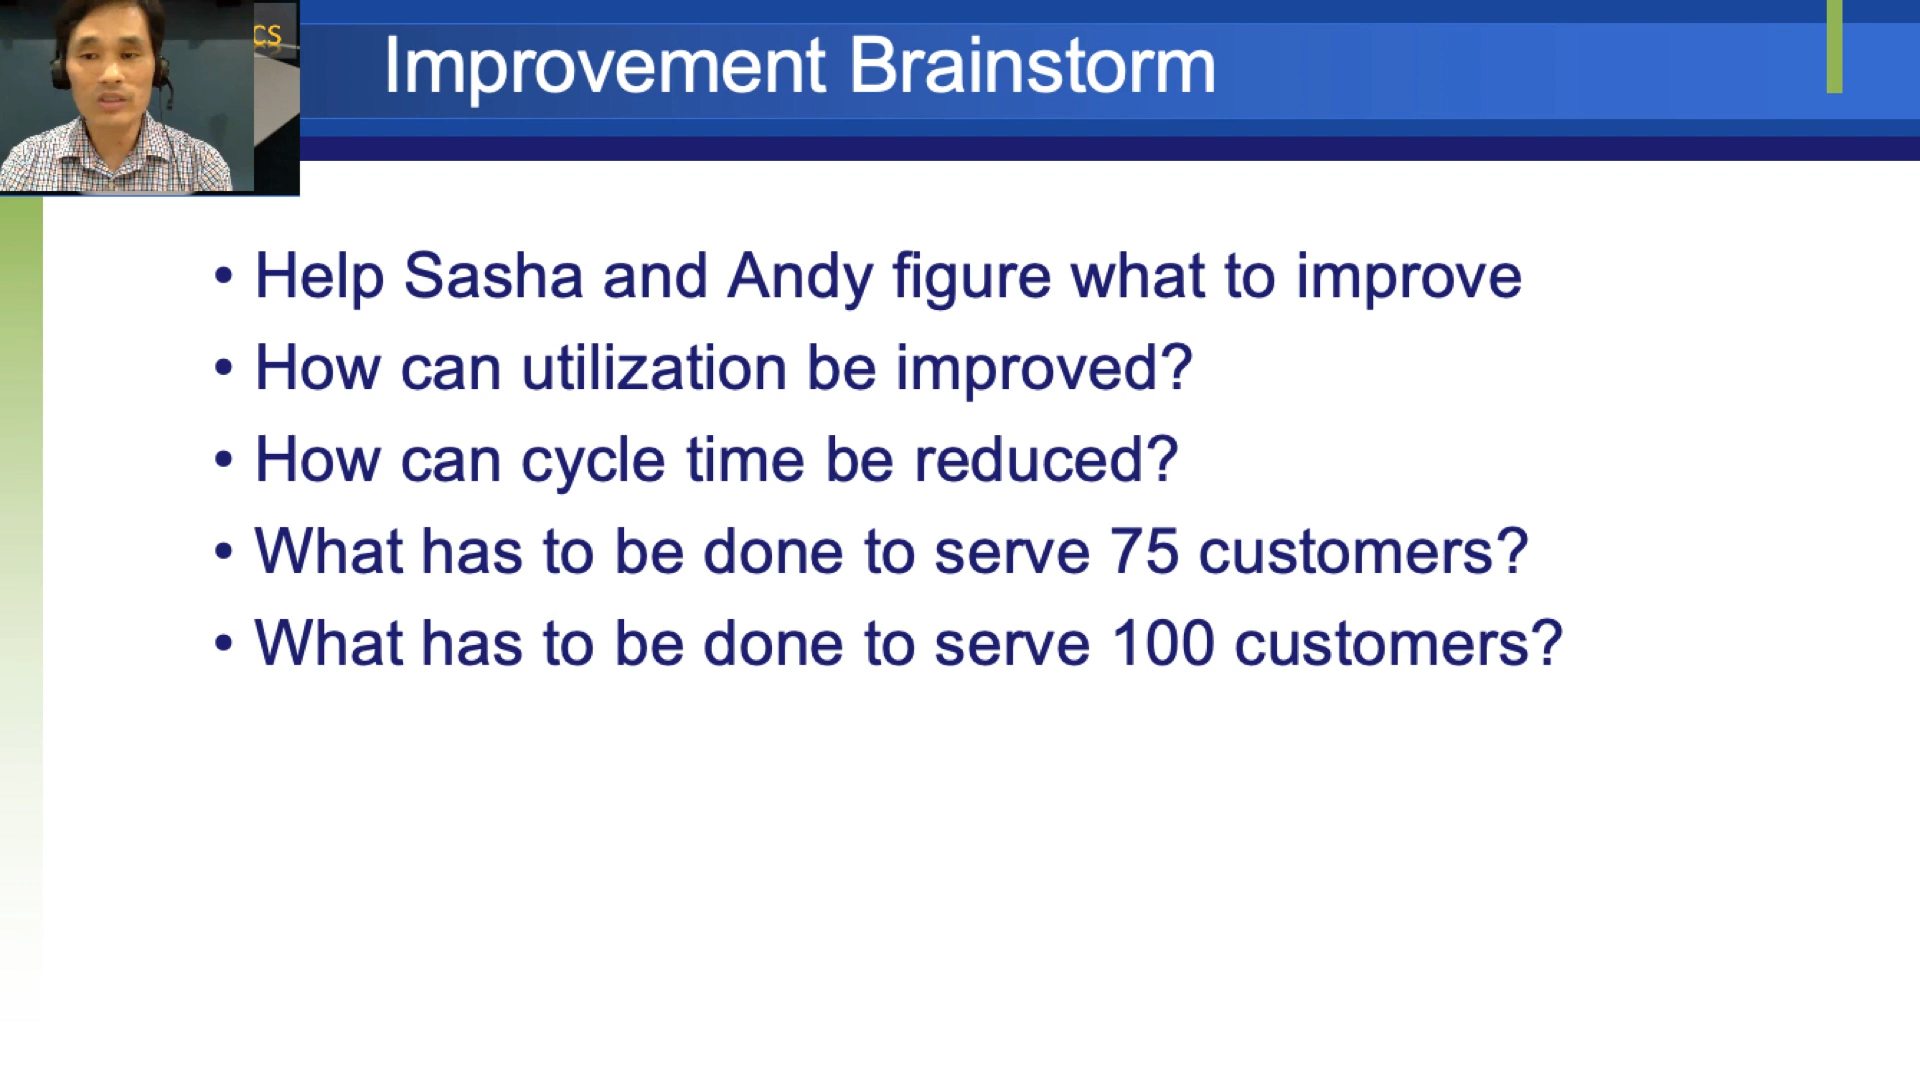 cs
Improvement Brainstorm
• Help Sasha and Andy figure what to improve
• How can utilization be improved?
• How can cycle time be reduced?
• What has to be done to serve 75 customers?
• What has to be done to serve 100 customers?